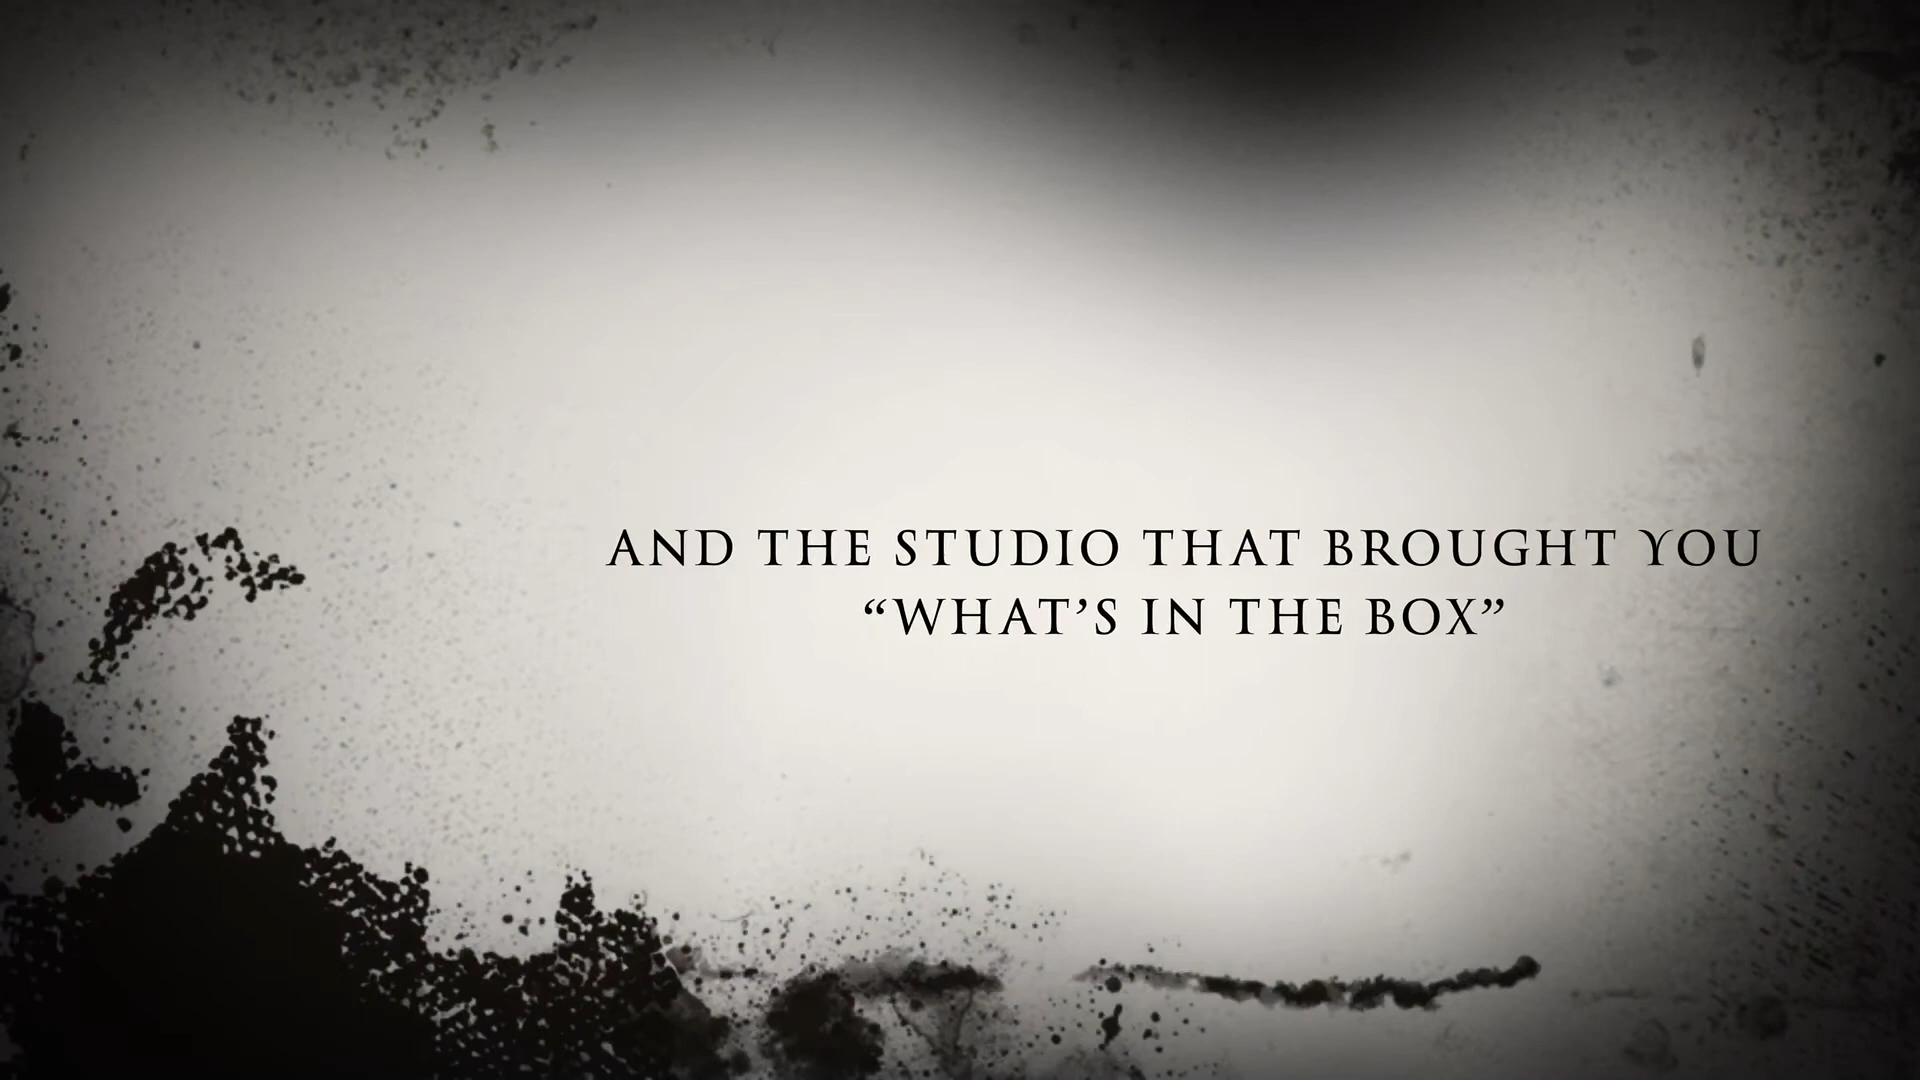 AND THE STUDIO THAT BROUGHT YOU
“WHAT’S IN THE BOX”